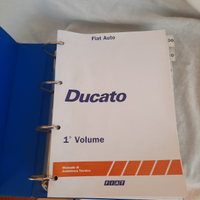 Fiat Auto
Ducato
1° Volume
Manuale di
Assistenza Tecnica
FIAT